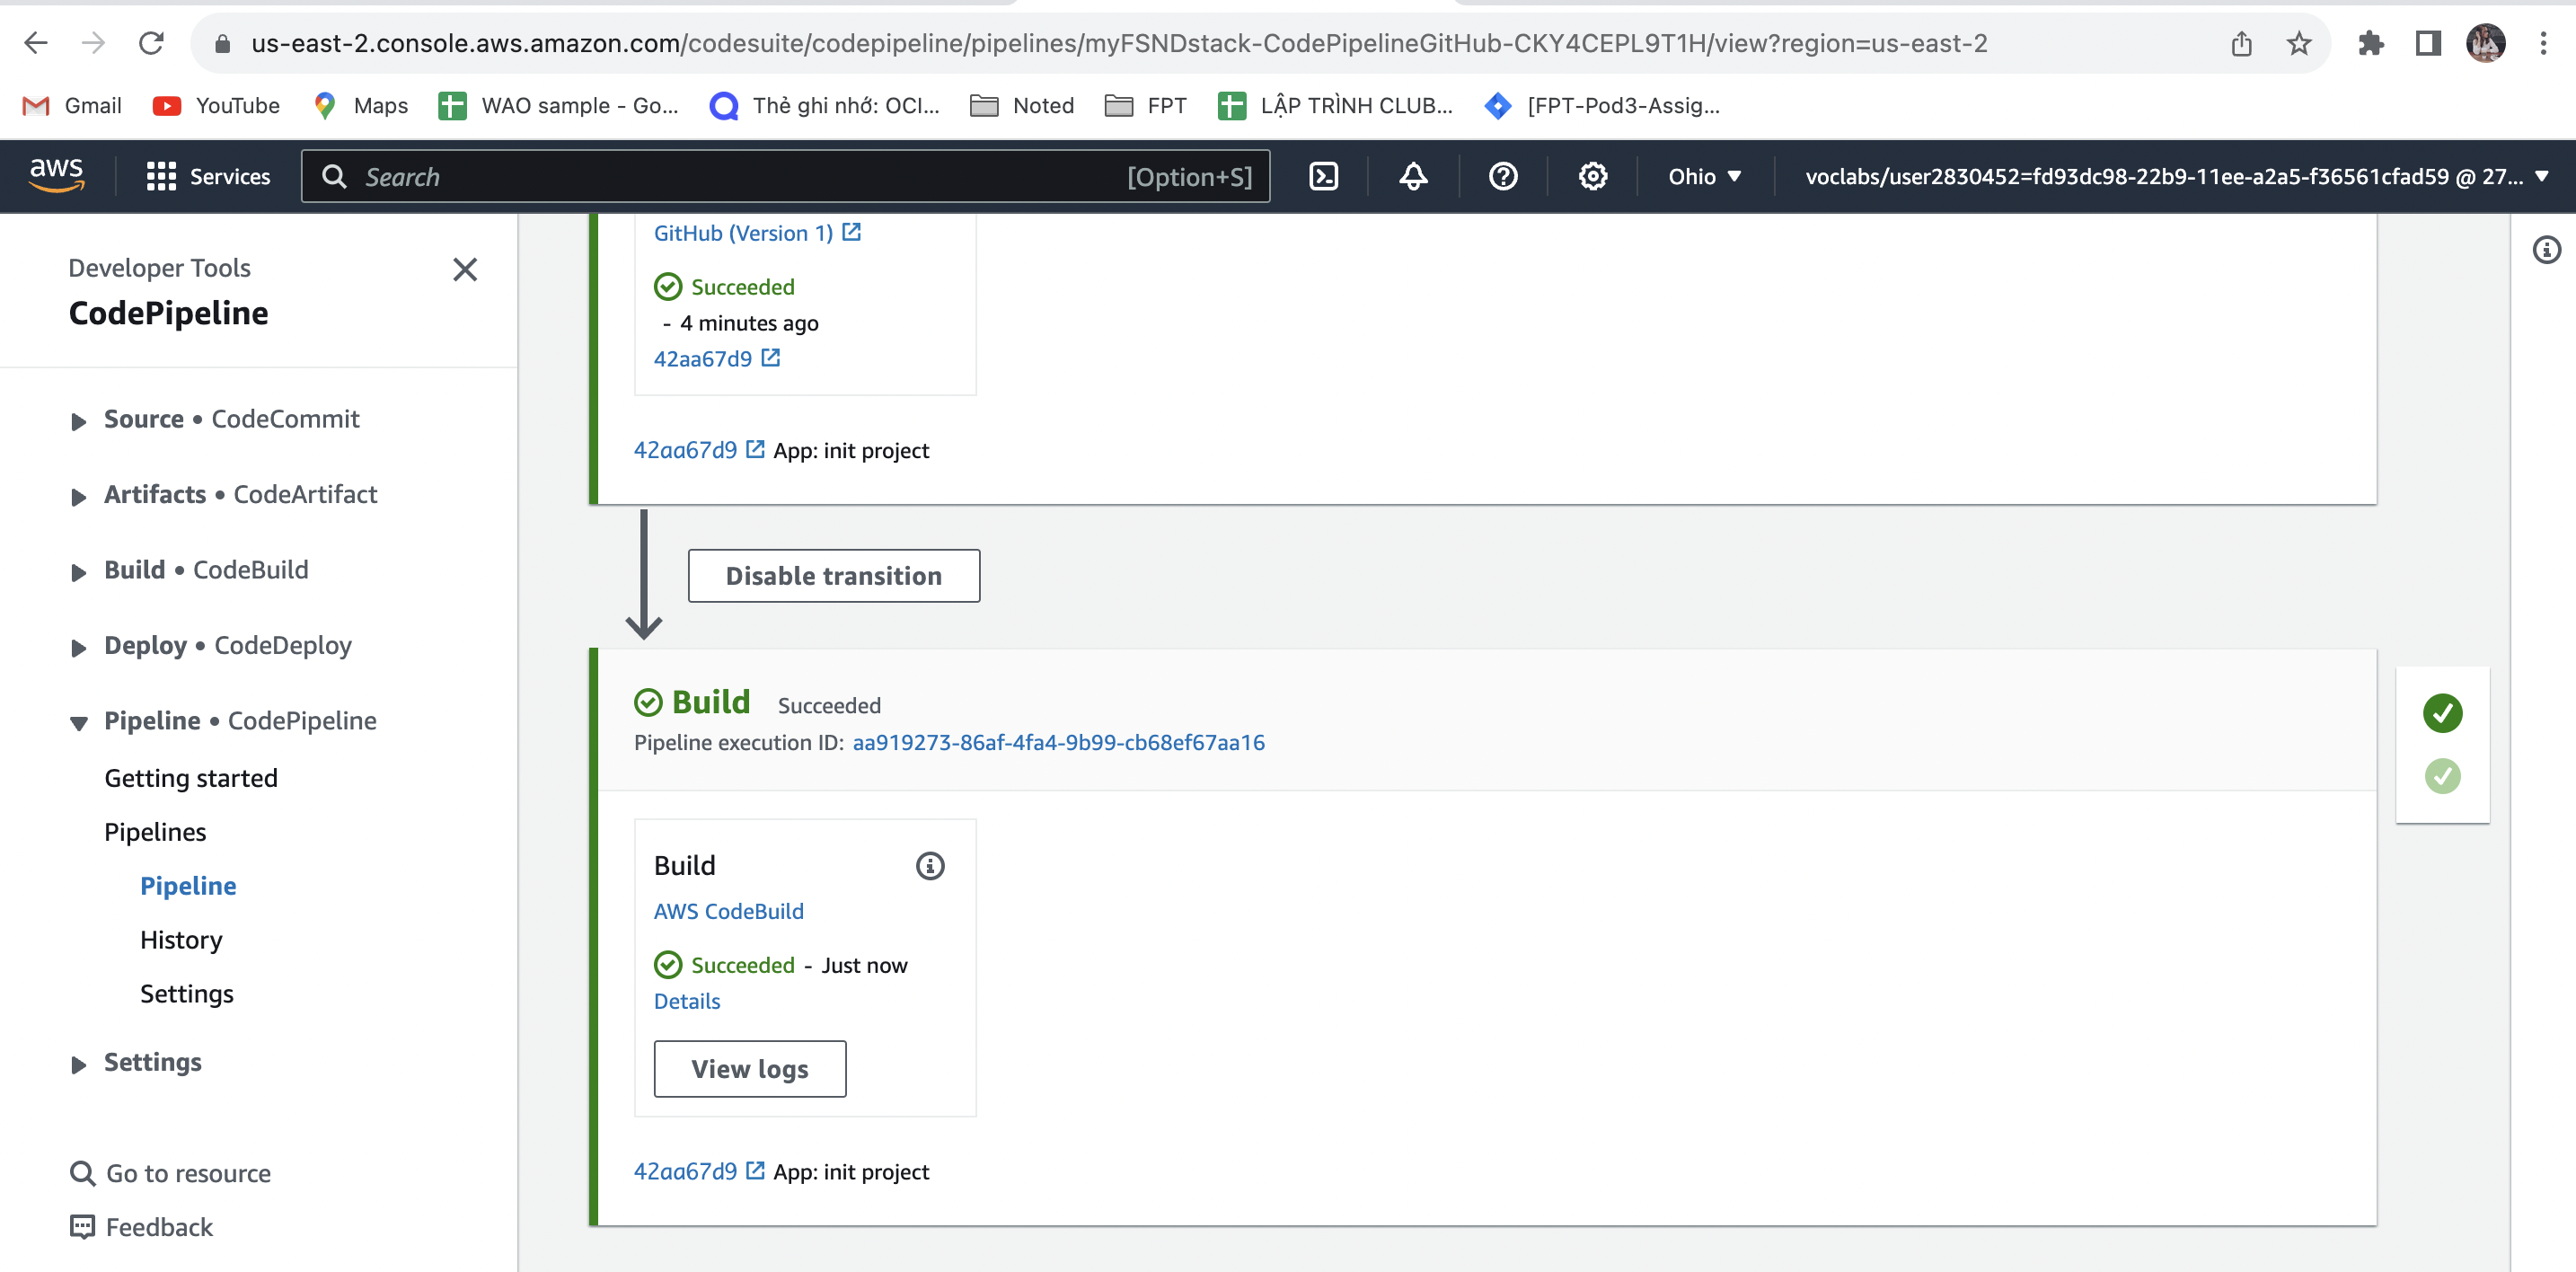 us-east-2.console.aws.amazon.com/codesuite/codepipeline/pipelines/myFSNDstack-CodePipelineGitHub-CKY4CEPL9T1H/view?region=us-east-2
Gmail YouTube Maps WAO sample - Go... Thẻ ghi nhớ: OCI... Noted FPT LẬP TRÌNH CLUB... [FPT-Pod3-Assig...
aws Services Search [Option+S] Ohio voclabs/user2830452=fd93dc98-22b9-11ee-a2a5-f36561cfad59 @ 27...
Developer Tools
CodePipeline
Source • CodeCommit
Artifacts • CodeArtifact
Build • CodeBuild
Deploy • CodeDeploy
Pipeline • CodePipeline
Getting started
Pipelines
Pipeline
History
Settings
Settings
Go to resource
Feedback
GitHub (Version 1)
Succeeded
- 4 minutes ago
42aa67d9
42aa67d9 App: init project
Disable transition
Build Succeeded
Pipeline execution ID: aa919273-86af-4fa4-9b99-cb68ef67aa16
Build
AWS CodeBuild
Succeeded - Just now
Details
View logs
42aa67d9 App: init project